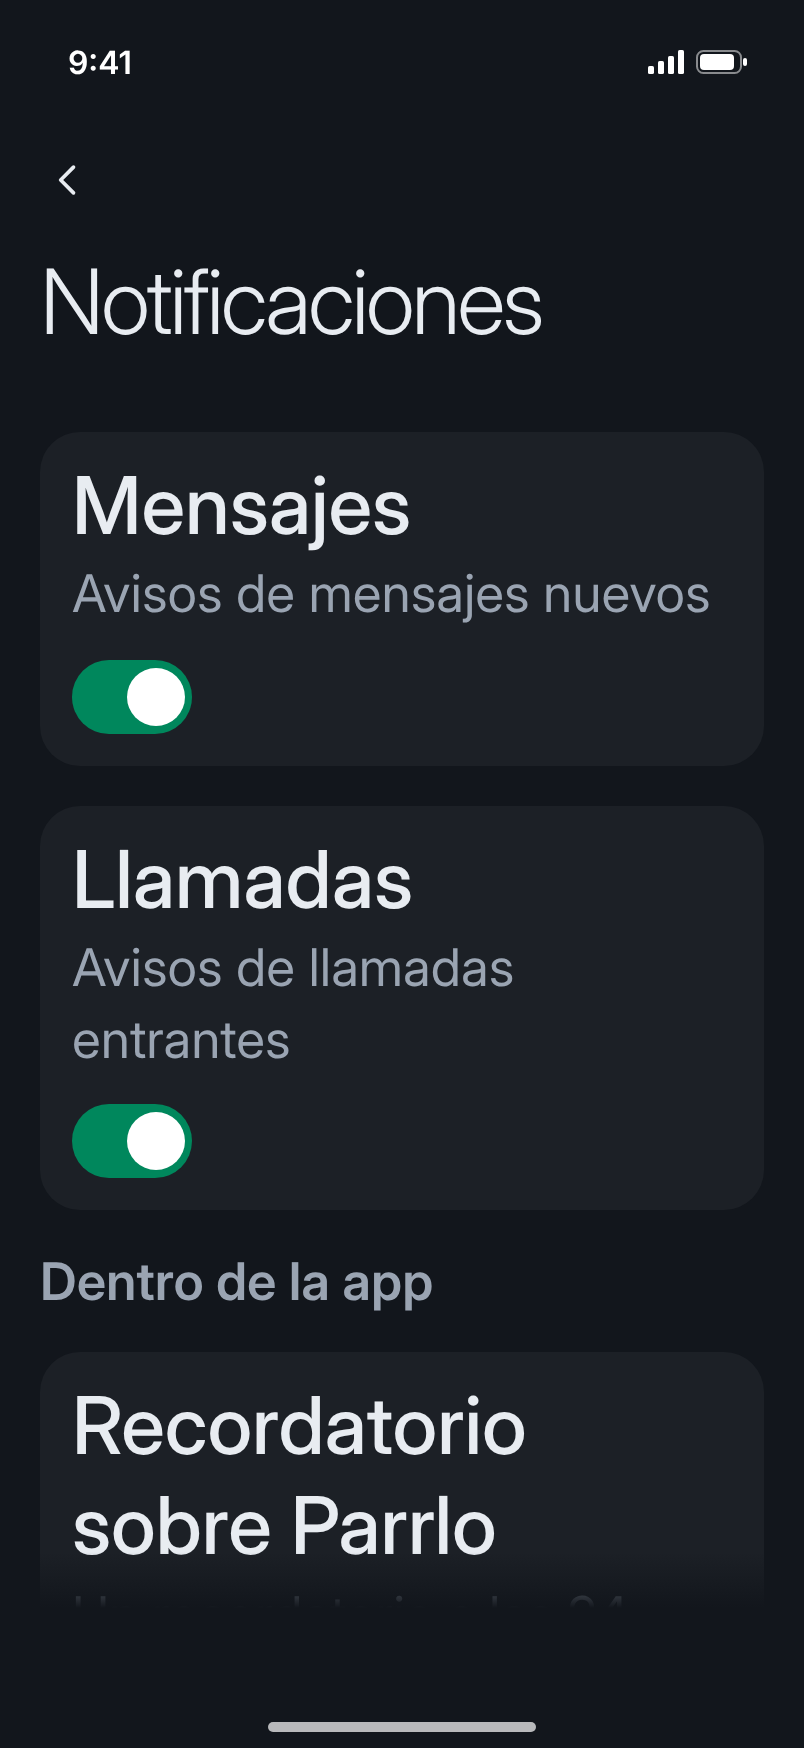 9:41
Notificaciones
Mensajes
Avisos de mensajes nuevos
Llamadas
Avisos de llamadas
entrantes
Dentro de la app
Recordatorio
sobre Parrlo